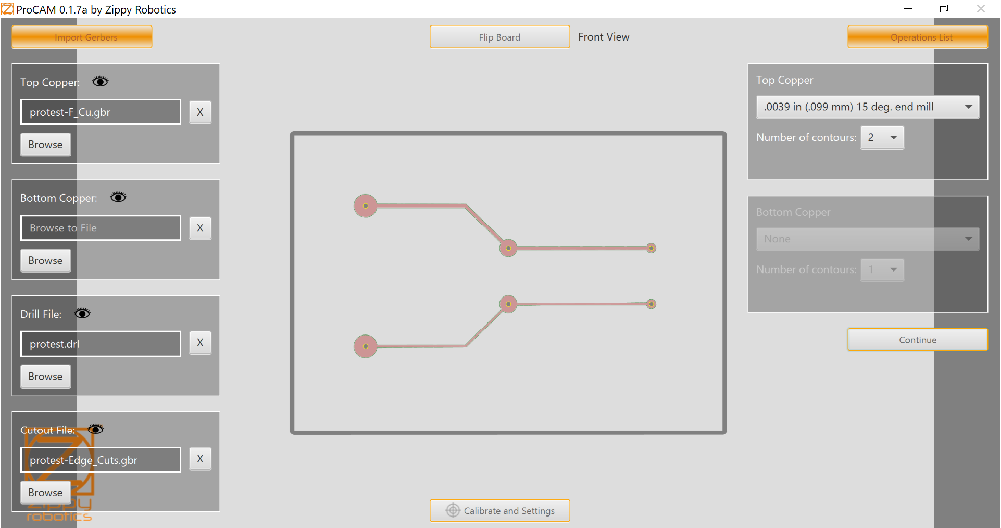 ProCAM 0.1.7a by Zippy Robotics
Import Gerbers
Flip Board
Front View
Operations List
Top Copper:
protest-F_Cu.gbr
X
Browse
Bottom Copper:
Browse to File
X
Browse
Drill File:
protest.drl
X
Browse
Cutout File:
protest-Edge_Cuts.gbr
X
Browse
Zippy
robotics
Top Copper
.0039 in (.099 mm) 15 deg. end mill
Number of contours:
2
Bottom Copper
None
Number of contours:
1
Continue
Calibrate and Settings